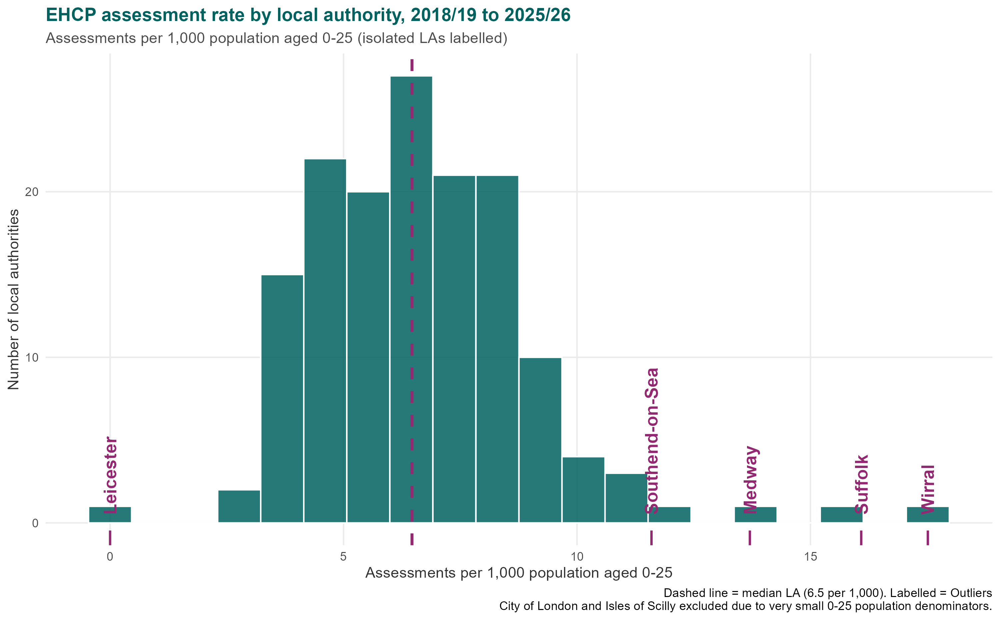 EHCP assessment rate by local authority, 2018/19 to 2025/26
Assessments per 1,000 population aged 0-25 (isolated LAs labelled)
Number of local authorities
20
10
0
Leicester
Southend-on-Sea
Medway
Suffolk
Wirral
0
5
10
15
Assessments per 1,000 population aged 0-25
Dashed line = median LA (6.5 per 1,000). Labelled = Outliers
City of London and Isles of Scilly excluded due to very small 0-25 population denominators.